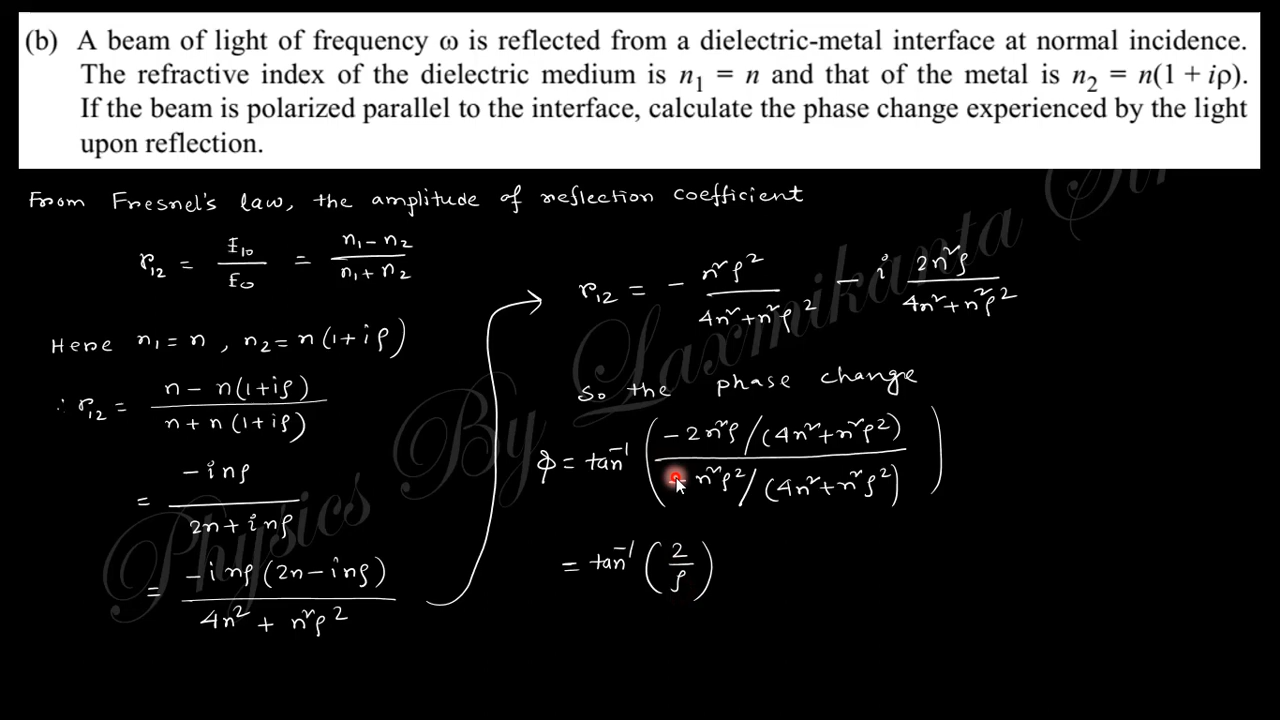 (b) A beam of light of frequency ω is reflected from a dielectric-metal interface at normal incidence.
The refractive index of the dielectric medium is n₁ = n and that of the metal is n₂ = n(1 + iρ).
If the beam is polarized parallel to the interface, calculate the phase change experienced by the light
upon reflection.
From Fresnel's law, the amplitude of reflection coefficient
r₁₂ = E₁₀/E₀ = (n₁ - n₂)/(n₁ + n₂)
Here n₁ = n, n₂ = n(1 + iρ)
∴ r₁₂ = (n - n(1+iρ))/(n + n(1+iρ))
= -inρ/(2n + inρ)
= -inρ(2n - inρ)/(4n² + n²ρ²)
r₁₂ = - n²ρ²/(4n² + n²ρ²) - i 2n²ρ/(4n² + n²ρ²)
So the phase change
φ = tan⁻¹(-2n²ρ/(4n²+n²ρ²) / -n²ρ²/(4n²+n²ρ²))
= tan⁻¹(2/ρ)
Physics By Laxmikanta